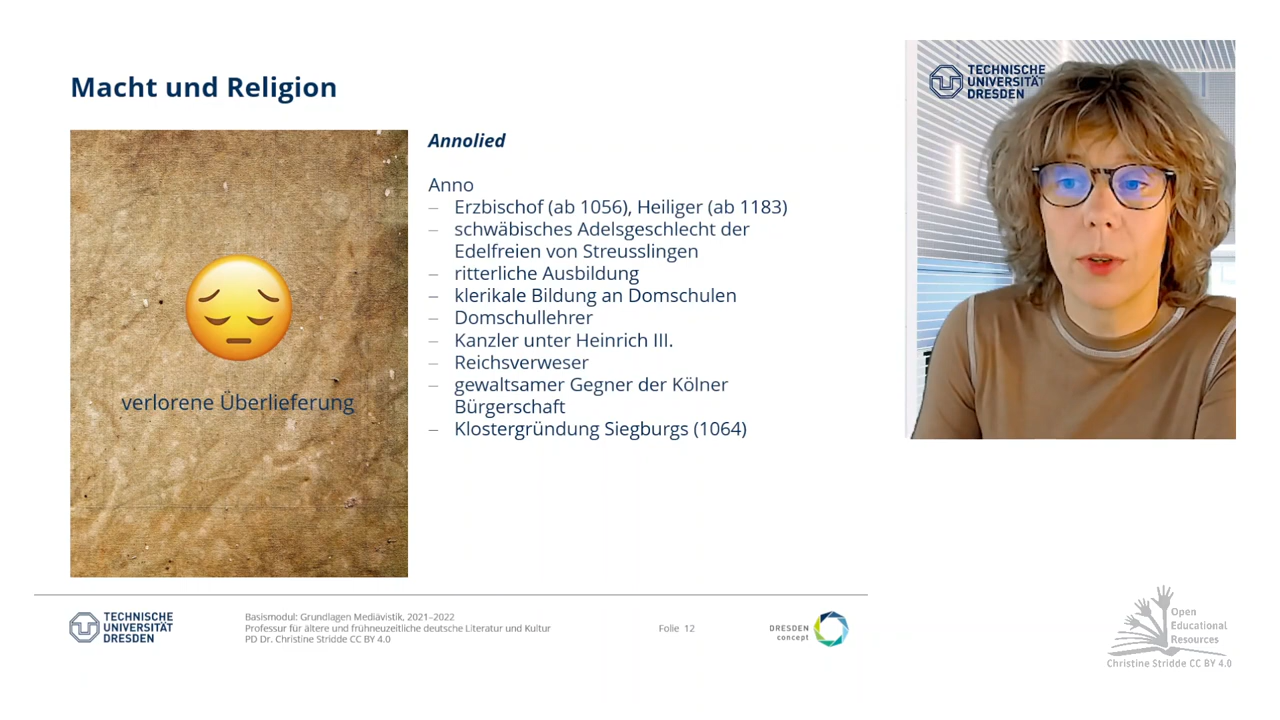 Macht und Religion
verlorene Überlieferung
Annolied
Anno
– Erzbischof (ab 1056), Heiliger (ab 1183)
– schwäbisches Adelsgeschlecht der
Edelfreien von Streusslingen
– ritterliche Ausbildung
– klerikale Bildung an Domschulen
– Domschullehrer
– Kanzler unter Heinrich III.
– Reichsverweser
– gewaltsamer Gegner der Kölner
Bürgerschaft
– Klostergründung Siegburgs (1064)
TECHNISCHE
UNIVERSITÄT
DRESDEN
TECHNISCHE
UNIVERSITÄT
DRESDEN
Basismodul: Grundlagen Mediävistik, 2021–2022
Professur für ältere und frühneuzeitliche deutsche Literatur und Kultur
PD Dr. Christine Stridde CC BY 4.0
Folie 12
DRESDEN
concept
Open
Educational
Resources
Christine Stridde CC BY 4.0